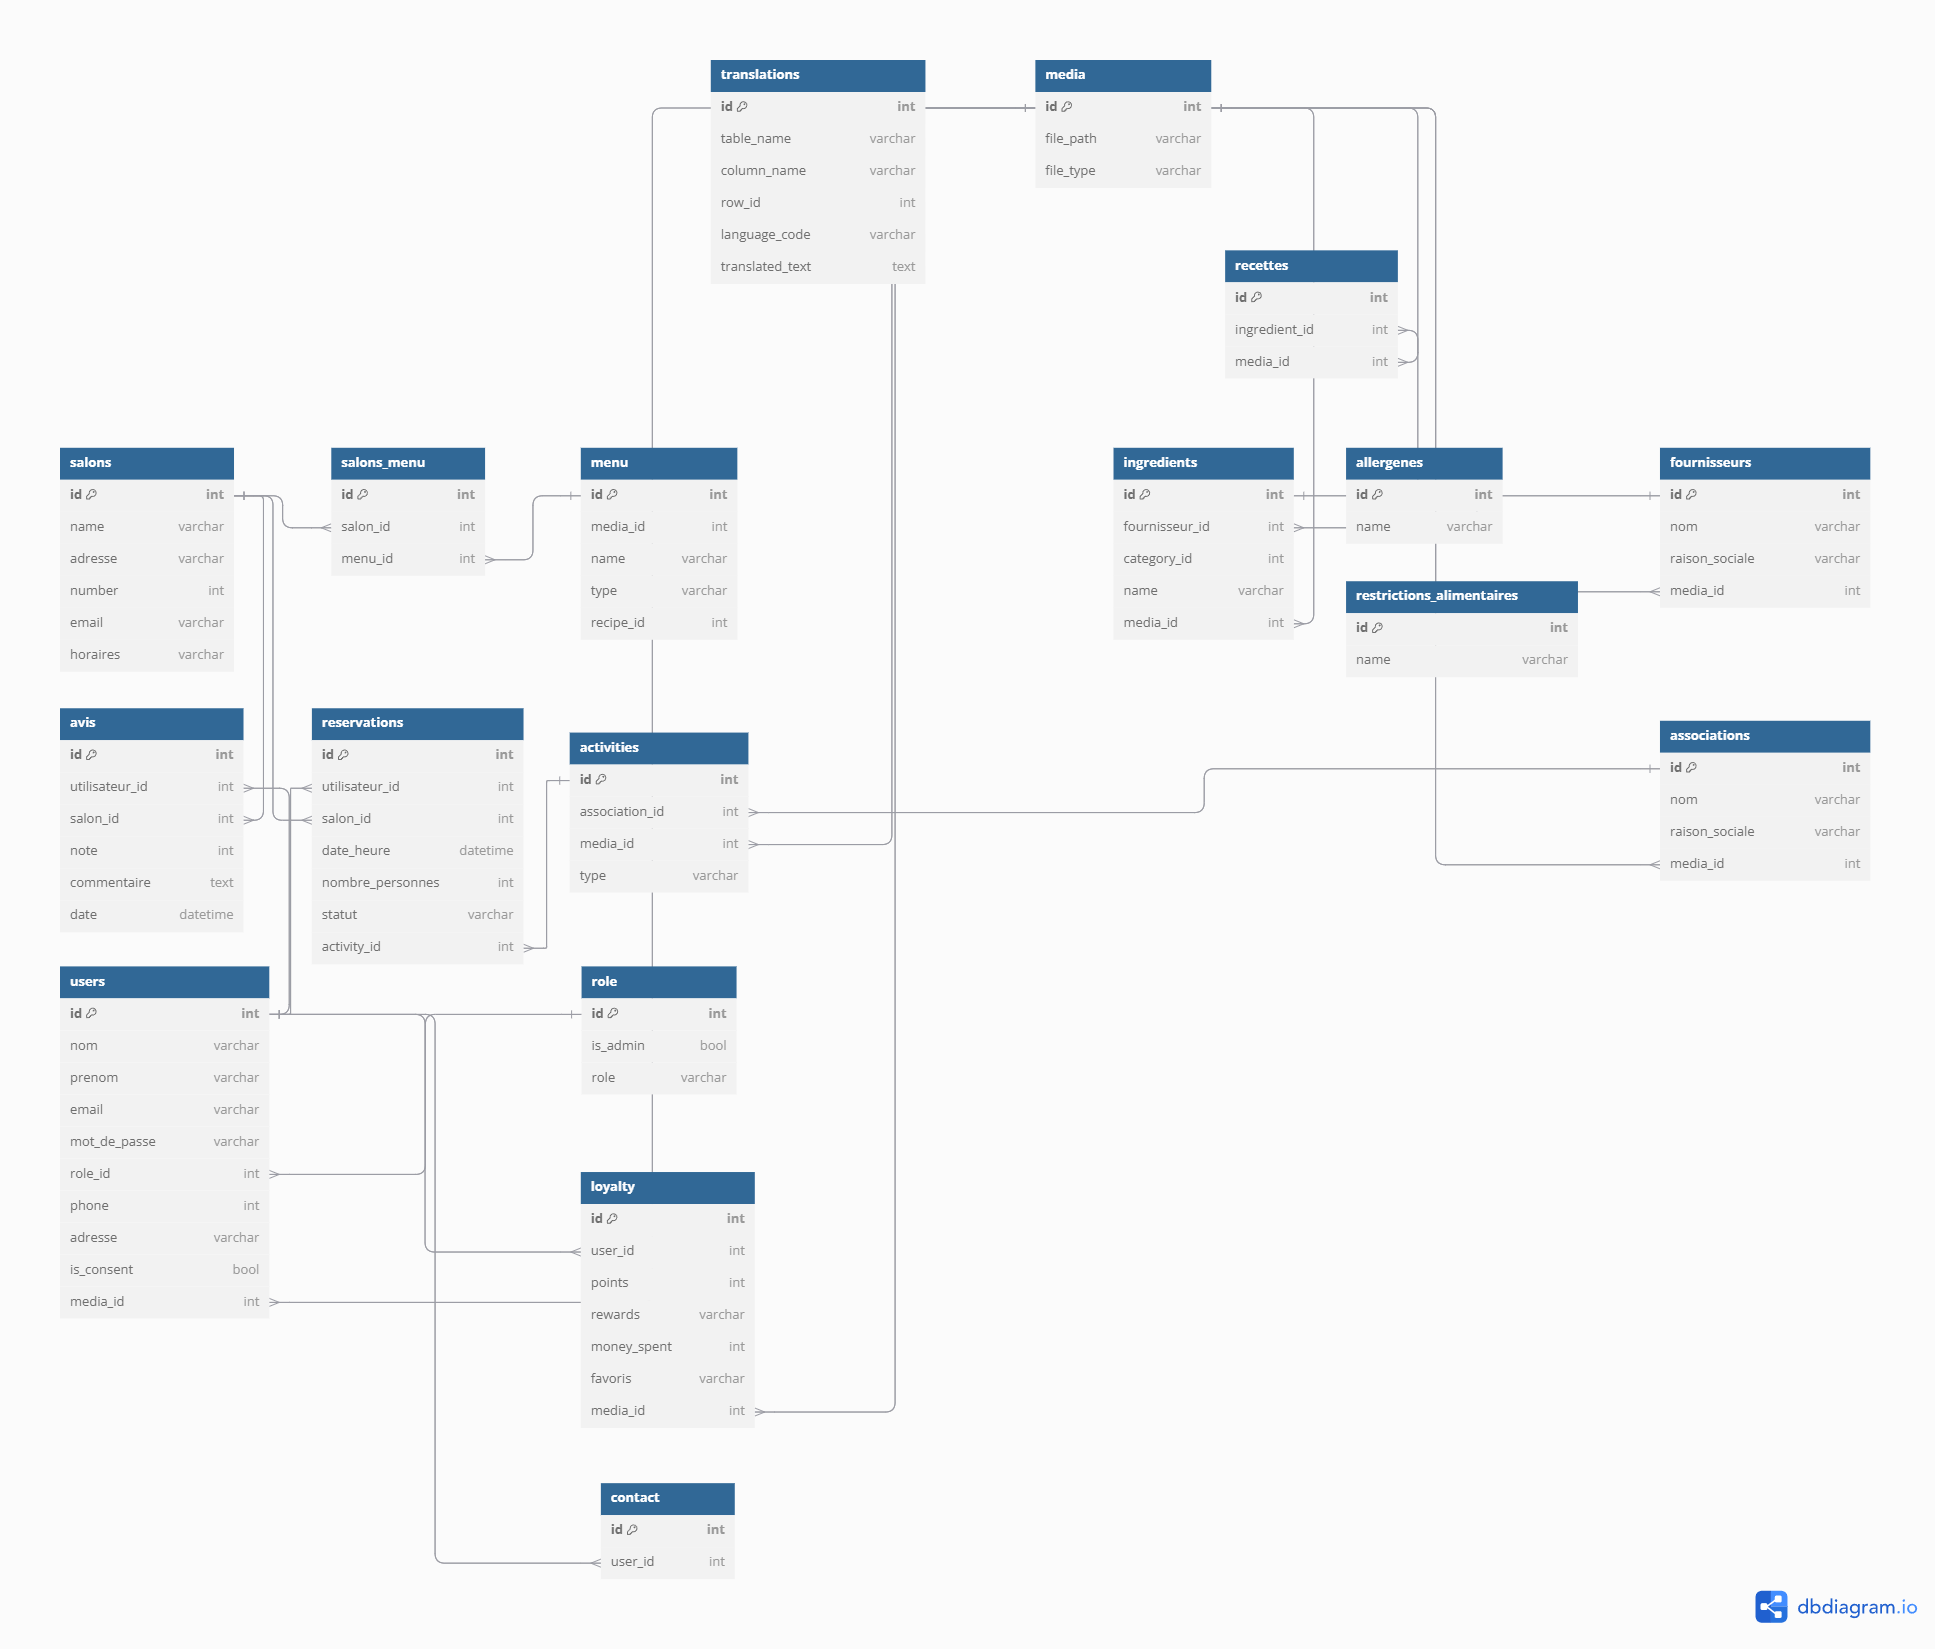 translations
id int
table_name varchar
column_name varchar
row_id int
language_code varchar
translated_text text
media
id int
file_path varchar
file_type varchar
recettes
id int
ingredient_id int
media_id int
salons
id int
name varchar
adresse varchar
number int
email varchar
horaires varchar
salons_menu
id int
salon_id int
menu_id int
menu
id int
media_id int
name varchar
type varchar
recipe_id int
ingredients
id int
fournisseur_id int
category_id int
name varchar
media_id int
allergenes
id int
name varchar
fournisseurs
id int
nom varchar
raison_sociale varchar
media_id int
restrictions_alimentaires
id int
name varchar
avis
id int
utilisateur_id int
salon_id int
note int
commentaire text
date datetime
reservations
id int
utilisateur_id int
salon_id int
date_heure datetime
nombre_personnes int
statut varchar
activity_id int
activities
id int
association_id int
media_id int
type varchar
associations
id int
nom varchar
raison_sociale varchar
media_id int
users
id int
nom varchar
prenom varchar
email varchar
mot_de_passe varchar
role_id int
phone int
adresse varchar
is_consent bool
media_id int
role
id int
is_admin bool
role varchar
loyalty
id int
user_id int
points int
rewards varchar
money_spent int
favoris varchar
media_id int
contact
id int
user_id int
dbdiagram.io